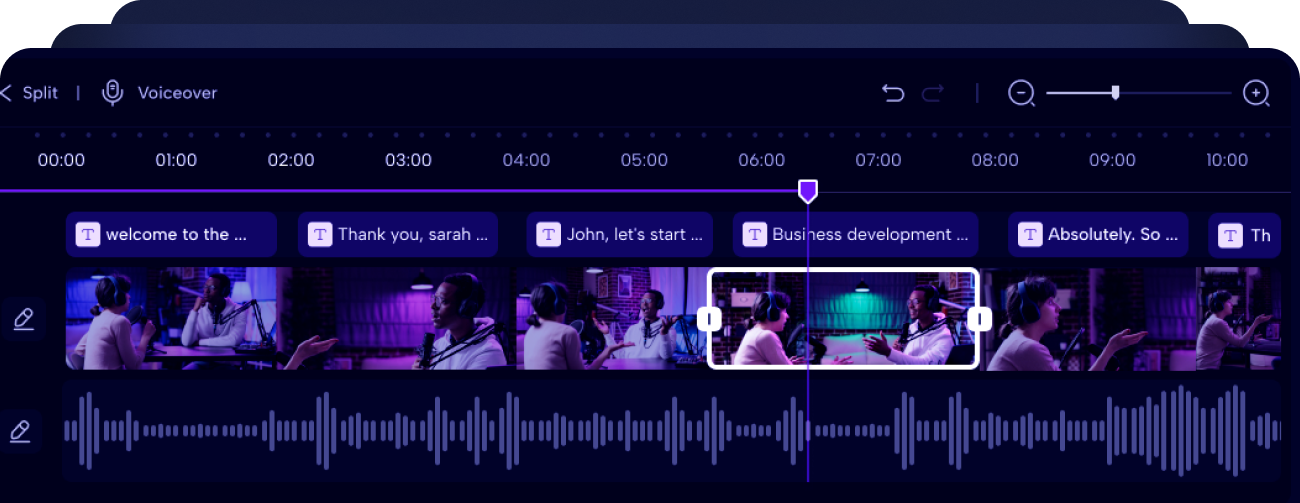 Split | Voiceover
00:00 01:00 02:00 03:00 04:00 05:00 06:00 07:00 08:00 09:00 10:00
T welcome to the ... T Thank you, sarah ... T John, let's start ... T Business development ... T Absolutely. So ... T Th